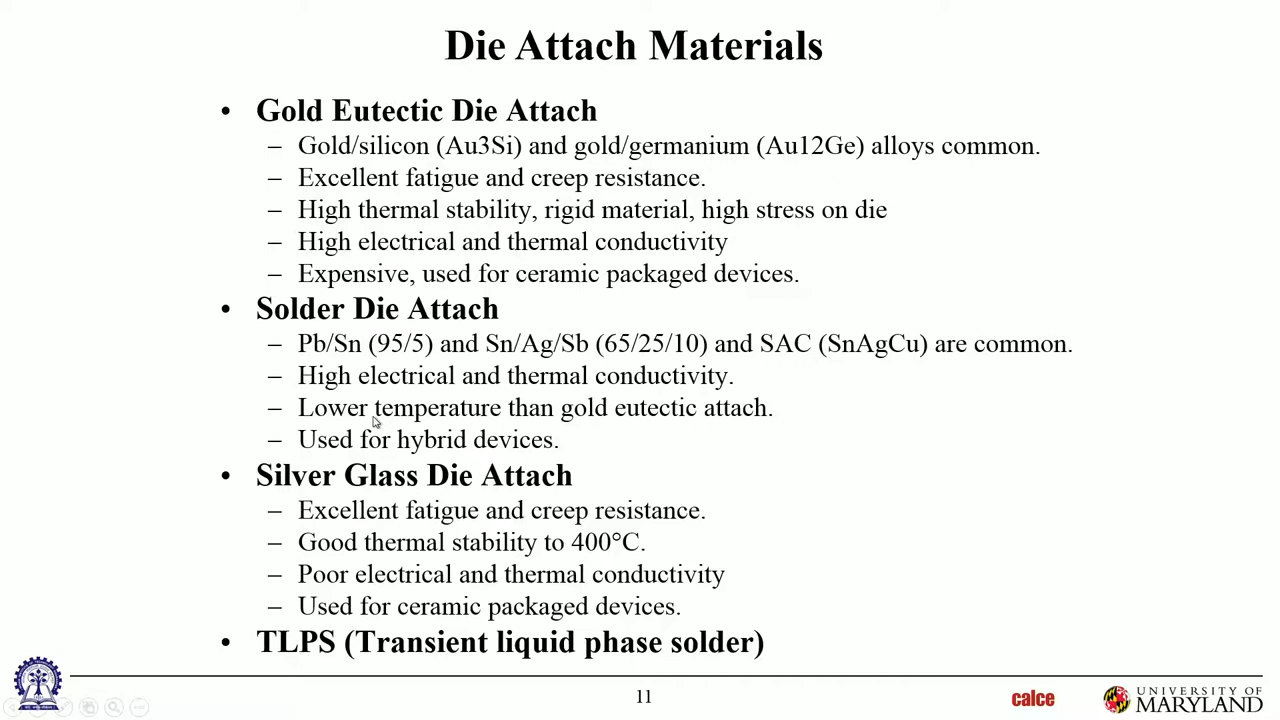 Die Attach Materials
• Gold Eutectic Die Attach
– Gold/silicon (Au3Si) and gold/germanium (Au12Ge) alloys common.
– Excellent fatigue and creep resistance.
– High thermal stability, rigid material, high stress on die
– High electrical and thermal conductivity
– Expensive, used for ceramic packaged devices.
• Solder Die Attach
– Pb/Sn (95/5) and Sn/Ag/Sb (65/25/10) and SAC (SnAgCu) are common.
– High electrical and thermal conductivity.
– Lower temperature than gold eutectic attach.
– Used for hybrid devices.
• Silver Glass Die Attach
– Excellent fatigue and creep resistance.
– Good thermal stability to 400°C.
– Poor electrical and thermal conductivity
– Used for ceramic packaged devices.
• TLPS (Transient liquid phase solder)
11
calce
UNIVERSITY OF
MARYLAND